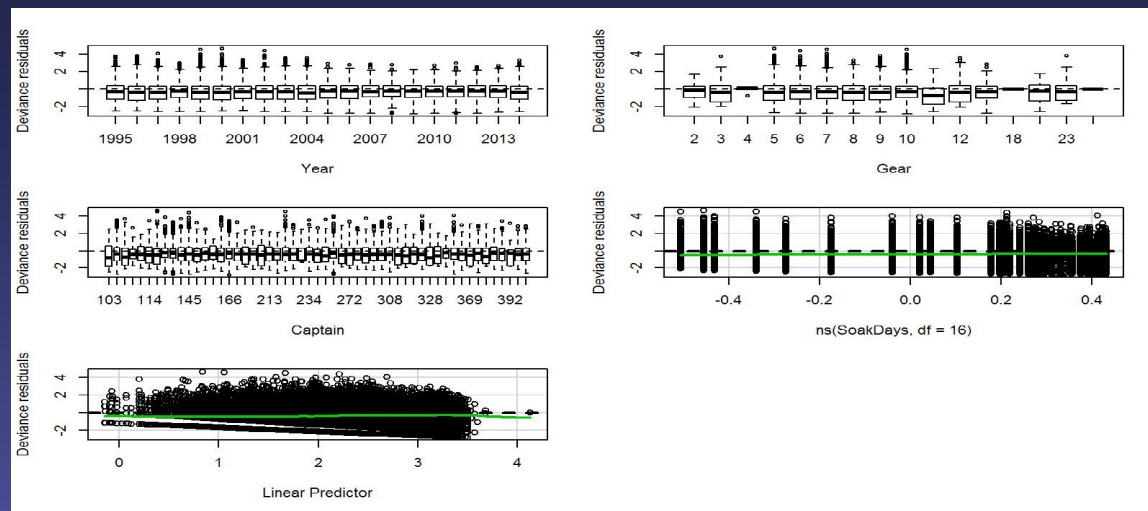 Deviance residuals
-2 2 4
1995 1998 2001 2004 2007 2010 2013
Year
Deviance residuals
-2 2 4
2 3 4 5 6 7 8 9 10 12 18 23
Gear
Deviance residuals
-2 2 4
103 114 145 166 213 234 272 308 328 369 392
Captain
Deviance residuals
-2 2 4
-0.4 -0.2 0.0 0.2 0.4
ns(SoakDays, df = 16)
Deviance residuals
-2 2 4
0 1 2 3 4
Linear Predictor